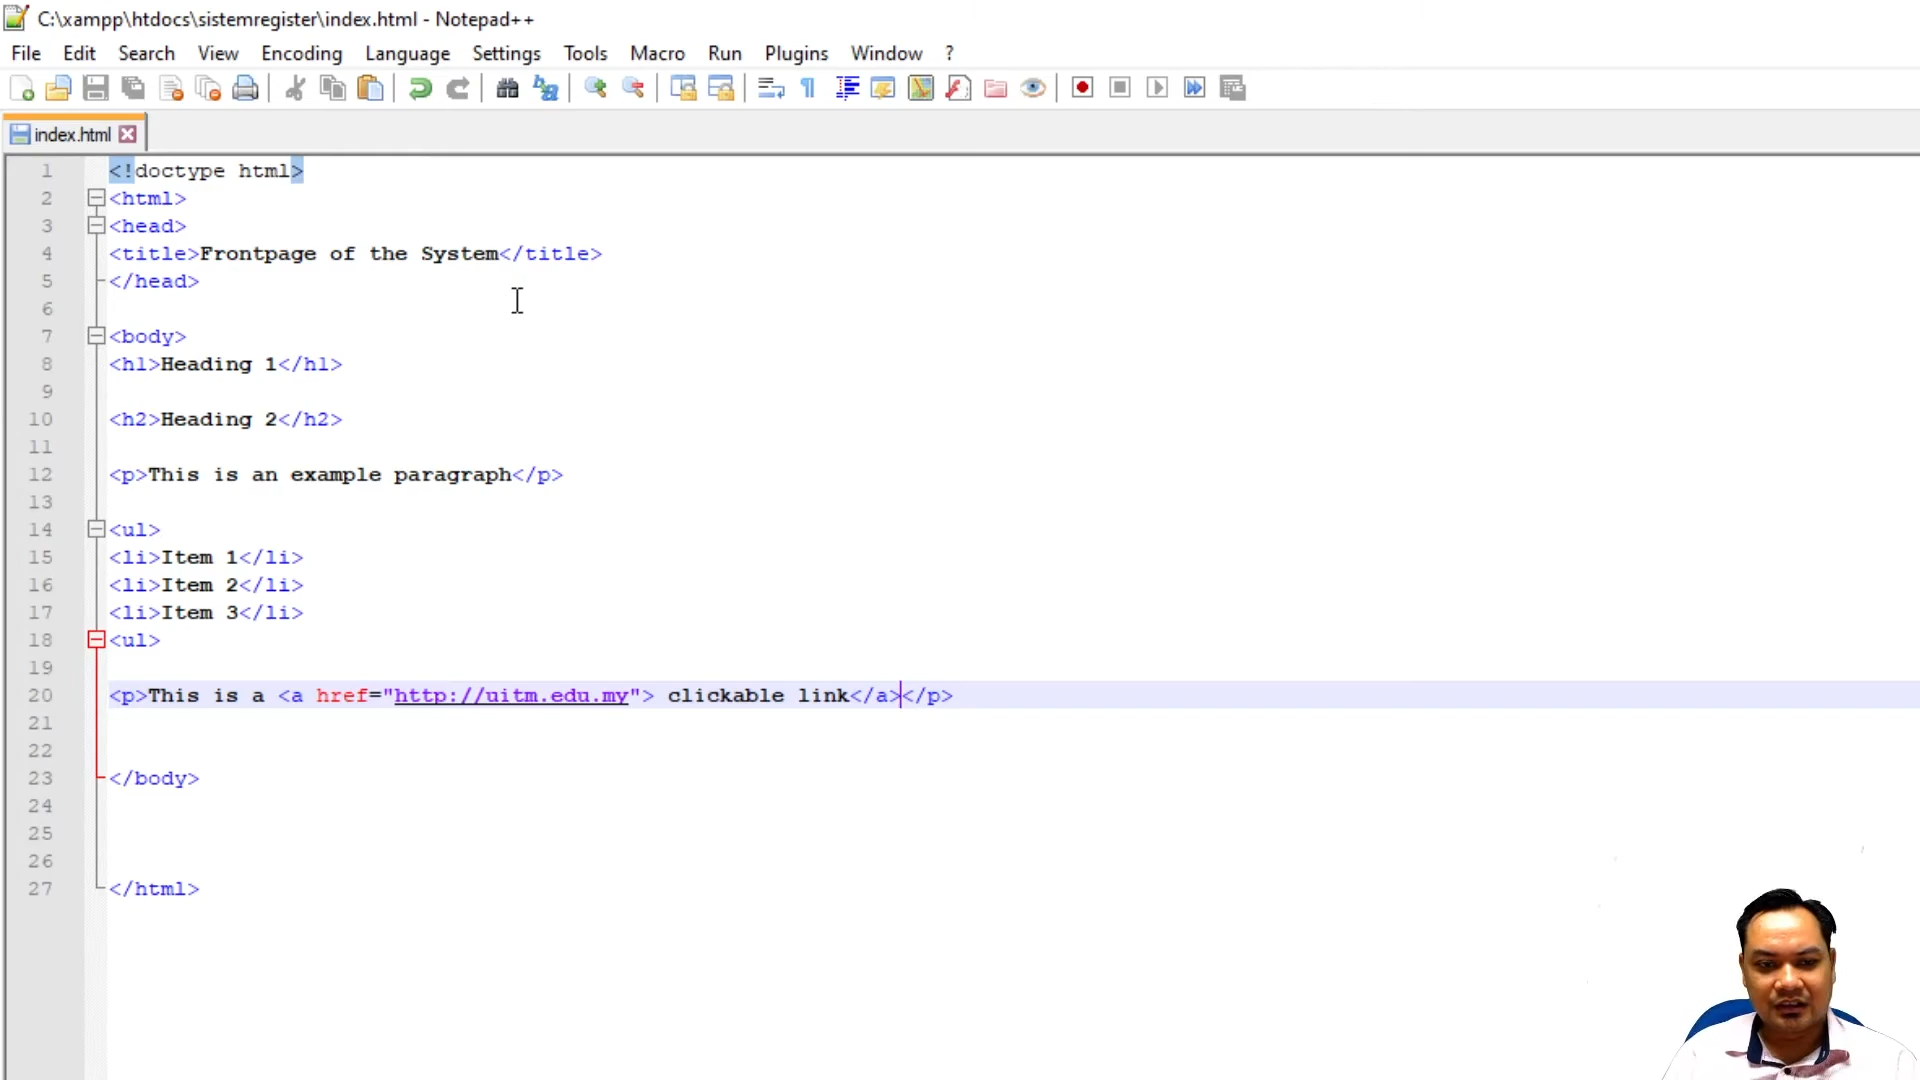 C:\xampp\htdocs\sistemregister\index.html - Notepad++
File Edit Search View Encoding Language Settings Tools Macro Run Plugins Window ?
index.html
1 <!doctype html>
2 <html>
3 <head>
4 <title>Frontpage of the System</title>
5 </head>
6
7 <body>
8 <h1>Heading 1</h1>
9
10 <h2>Heading 2</h2>
11
12 <p>This is an example paragraph</p>
13
14 <ul>
15 <li>Item 1</li>
16 <li>Item 2</li>
17 <li>Item 3</li>
18 <ul>
19
20 <p>This is a <a href="http://uitm.edu.my"> clickable link</a></p>
21
22
23 </body>
24
25
26
27 </html>